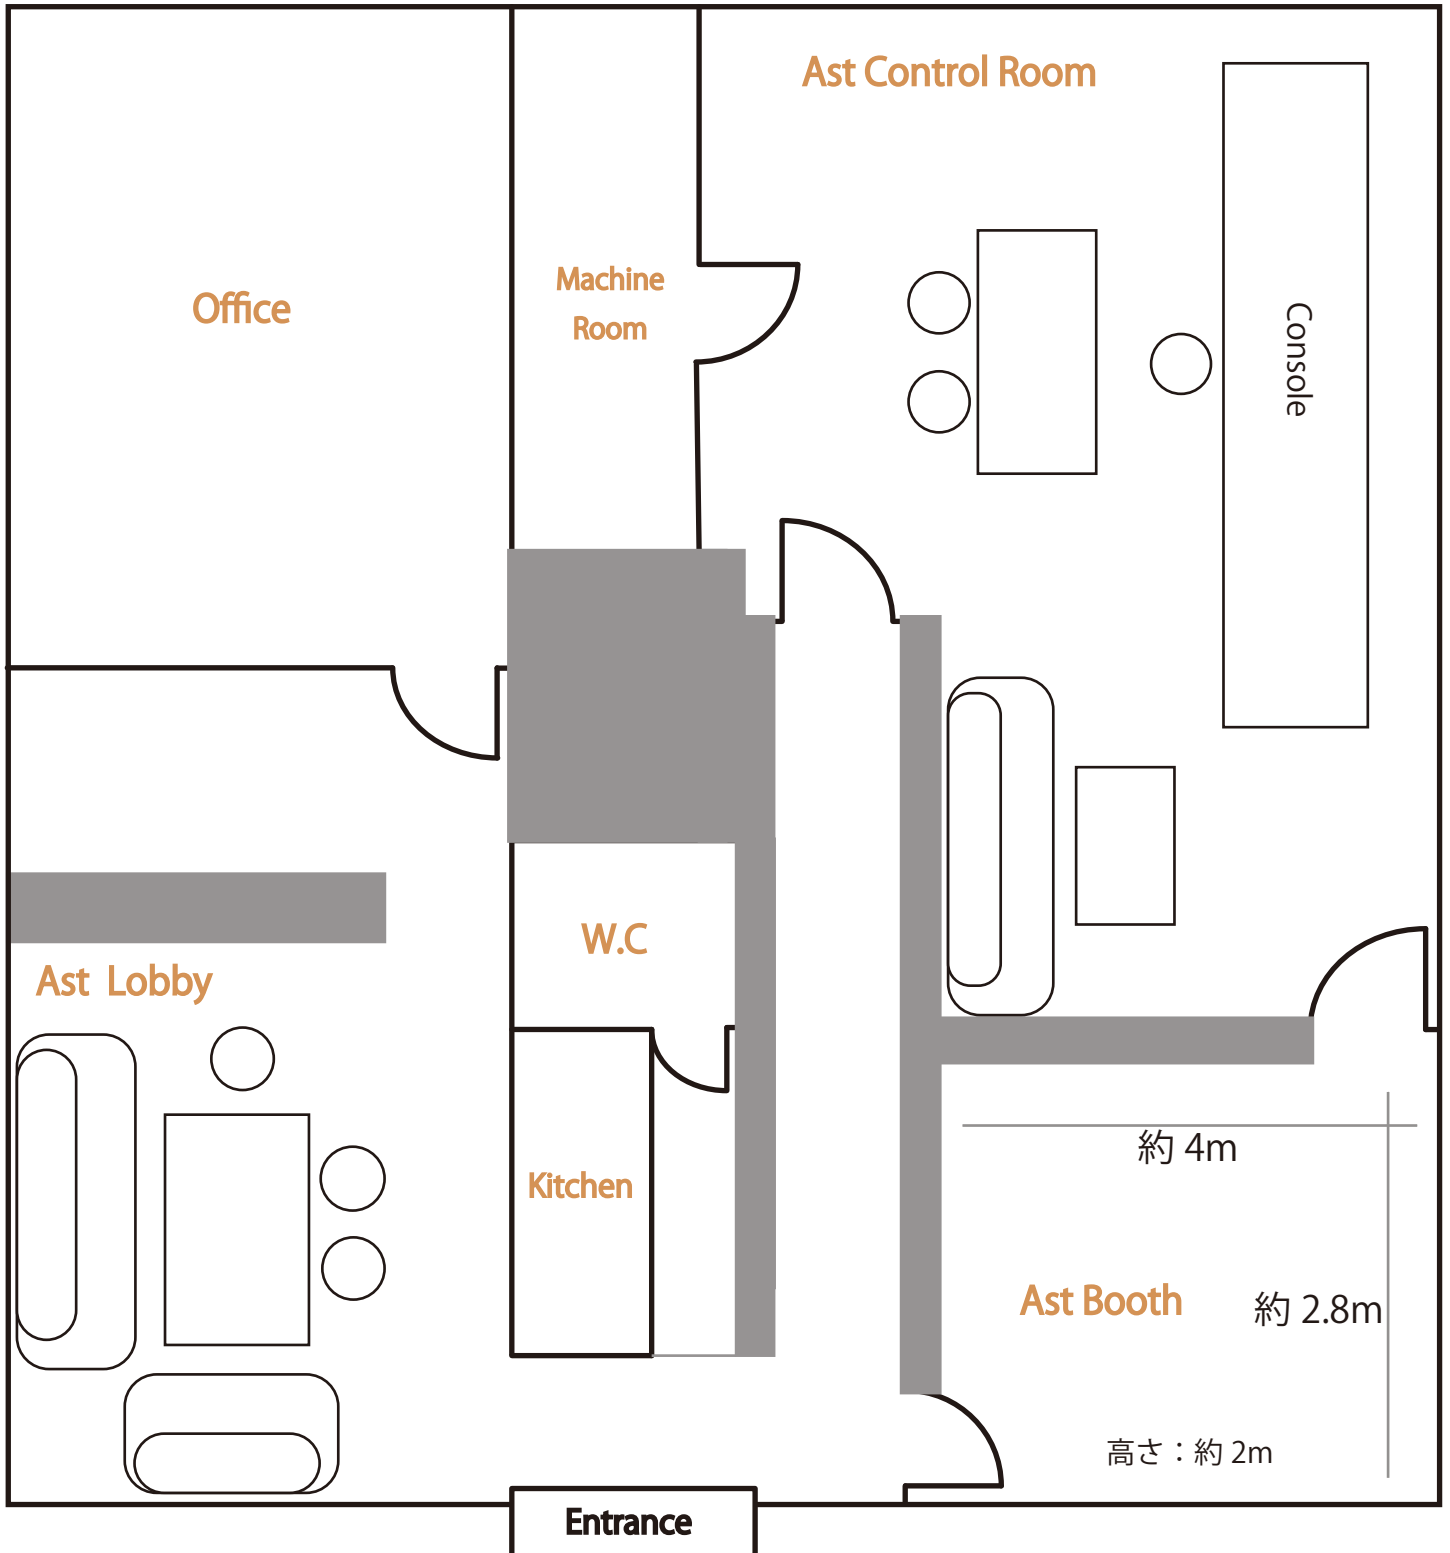 Ast Control Room
Office
Machine
Room
Console
W.C
Ast Lobby
約 4m
Kitchen
Ast Booth
約 2.8m
高さ：約 2m
Entrance